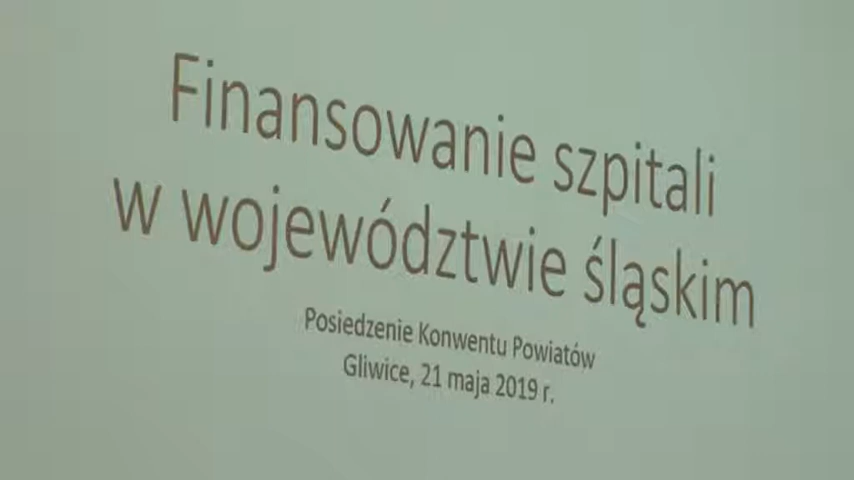 Finansowanie szpitali
w województwie śląskim
Posiedzenie Konwentu Powiatów
Gliwice, 21 maja 2019 r.